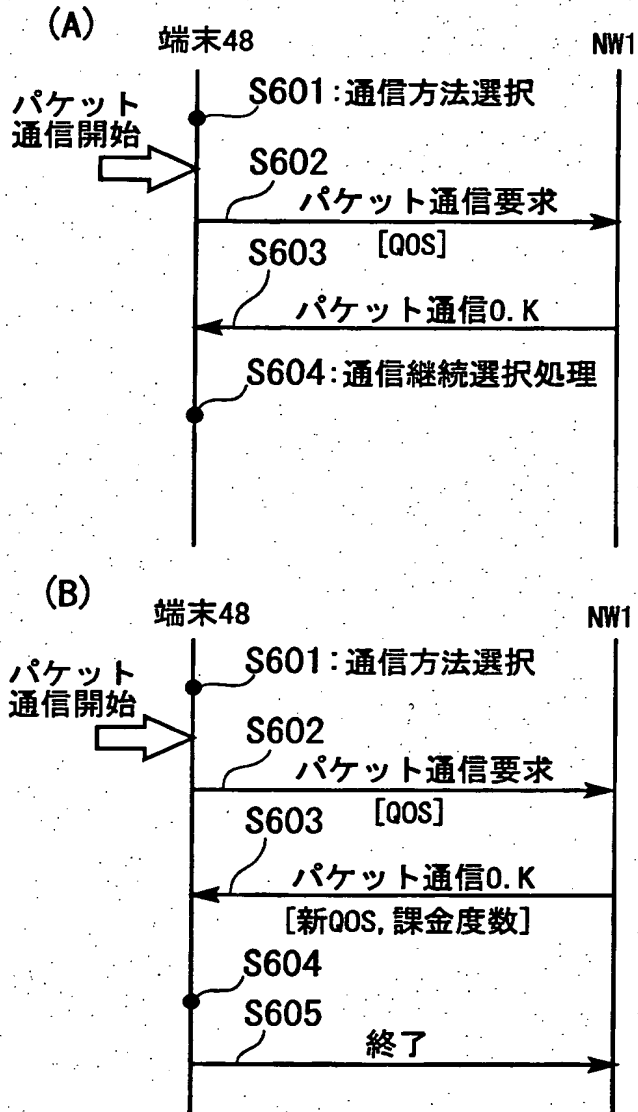 (A)
端末48
NW1
S601:通信方法選択
パケット
通信開始
S602
パケット通信要求
[QOS]
S603
パケット通信O.K
S604:通信継続選択処理
(B)
端末48
NW1
S601:通信方法選択
パケット
通信開始
S602
パケット通信要求
[QOS]
S603
パケット通信O.K
[新QOS,課金度数]
S604
S605
終了